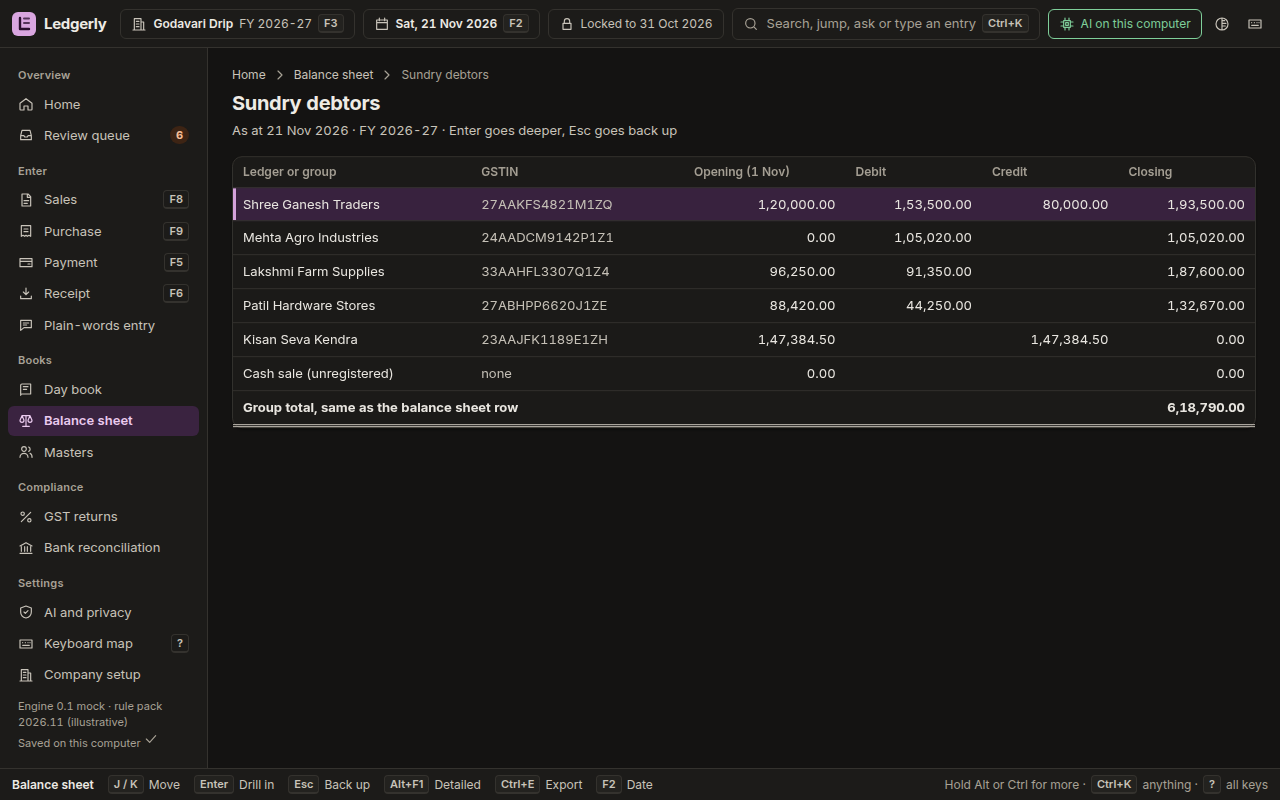 Ledgerly
Godavari Drip FY 2026-27 F3
Sat, 21 Nov 2026 F2
Locked to 31 Oct 2026
Search, jump, ask or type an entry Ctrl+K
AI on this computer
Overview
Home
Review queue 6
Enter
Sales F8
Purchase F9
Payment F5
Receipt F6
Plain-words entry
Books
Day book
Balance sheet
Masters
Compliance
GST returns
Bank reconciliation
Settings
AI and privacy
Keyboard map ?
Company setup
Engine 0.1 mock · rule pack
2026.11 (illustrative)
Saved on this computer
Home > Balance sheet > Sundry debtors
Sundry debtors
As at 21 Nov 2026 · FY 2026-27 · Enter goes deeper, Esc goes back up
Ledger or group GSTIN Opening (1 Nov) Debit Credit Closing
Shree Ganesh Traders 27AAKFS4821M1ZQ 1,20,000.00 1,53,500.00 80,000.00 1,93,500.00
Mehta Agro Industries 24AADCM9142P1Z1 0.00 1,05,020.00 1,05,020.00
Lakshmi Farm Supplies 33AAHFL3307Q1Z4 96,250.00 91,350.00 1,87,600.00
Patil Hardware Stores 27ABHPP6620J1ZE 88,420.00 44,250.00 1,32,670.00
Kisan Seva Kendra 23AAJFK1189E1ZH 1,47,384.50 1,47,384.50 0.00
Cash sale (unregistered) none 0.00 0.00
Group total, same as the balance sheet row 6,18,790.00
Balance sheet J / K Move Enter Drill in Esc Back up Alt+F1 Detailed Ctrl+E Export F2 Date
Hold Alt or Ctrl for more · Ctrl+K anything · ? all keys